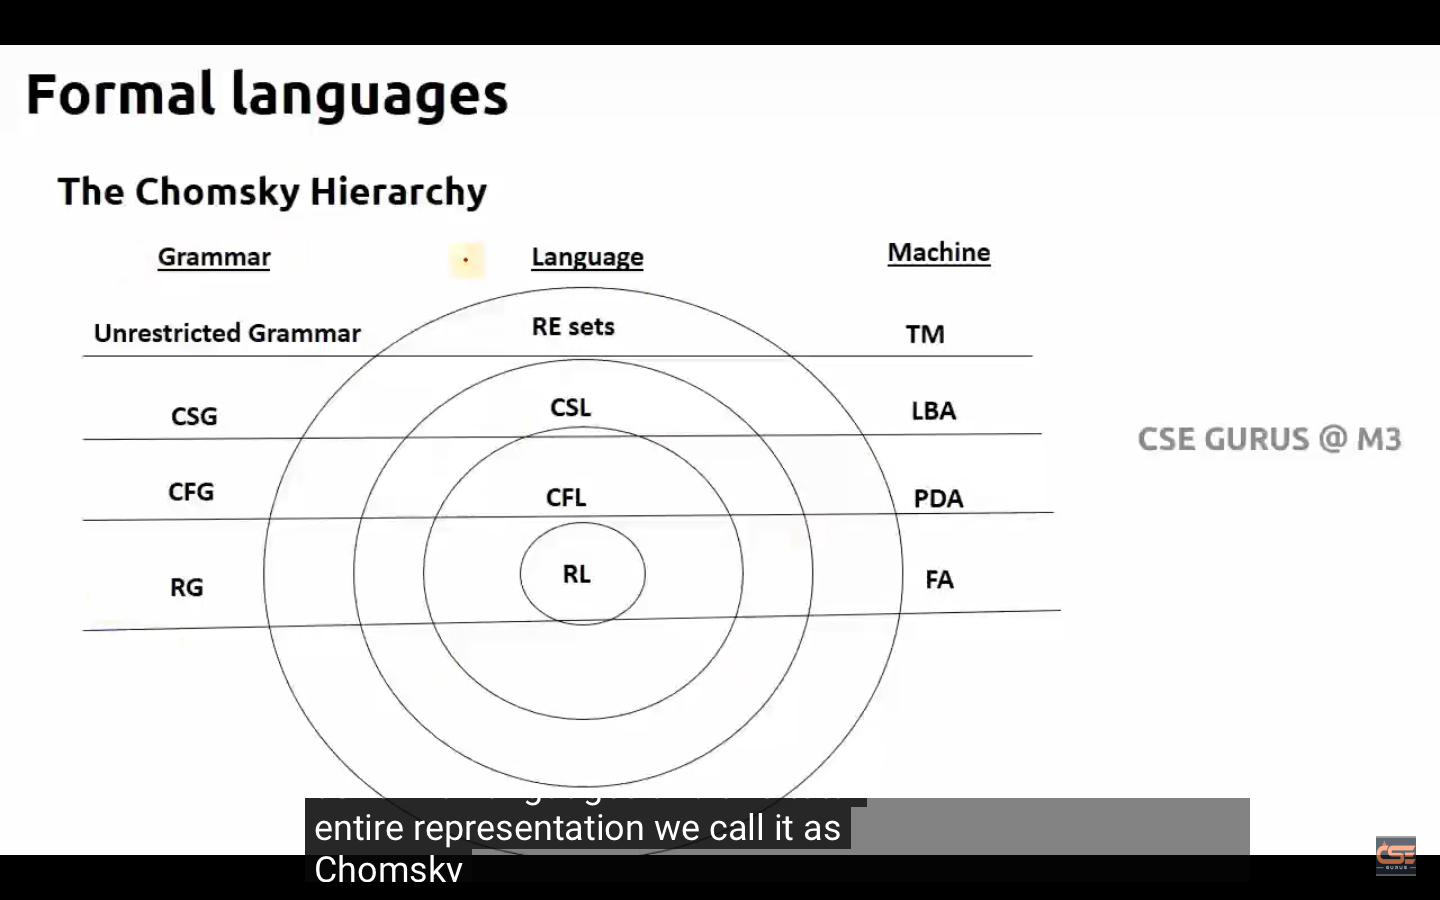 Formal languages
The Chomsky Hierarchy
Grammar Language Machine
Unrestricted Grammar RE sets TM
CSG CSL LBA
CSE GURUS @ M3
CFG CFL PDA
RG RL FA
entire representation we call it as
Chomsky
CSE
GURUS